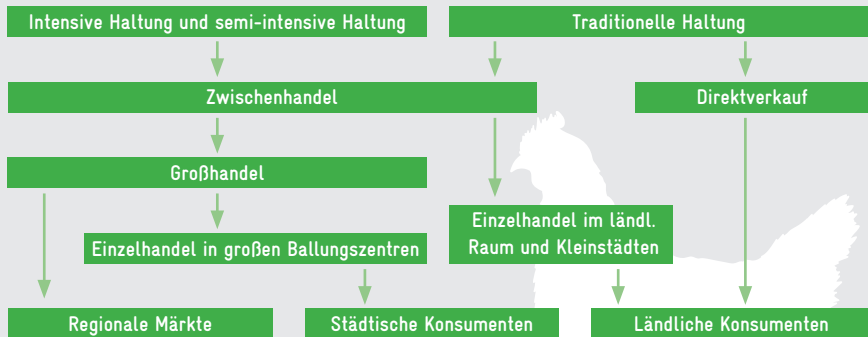 Intensive Haltung und semi-intensive Haltung
Traditionelle Haltung
Zwischenhandel
Direktverkauf
Großhandel
Einzelhandel in großen Ballungszentren
Einzelhandel im ländl.
Raum und Kleinstädten
Regionale Märkte
Städtische Konsumenten
Ländliche Konsumenten